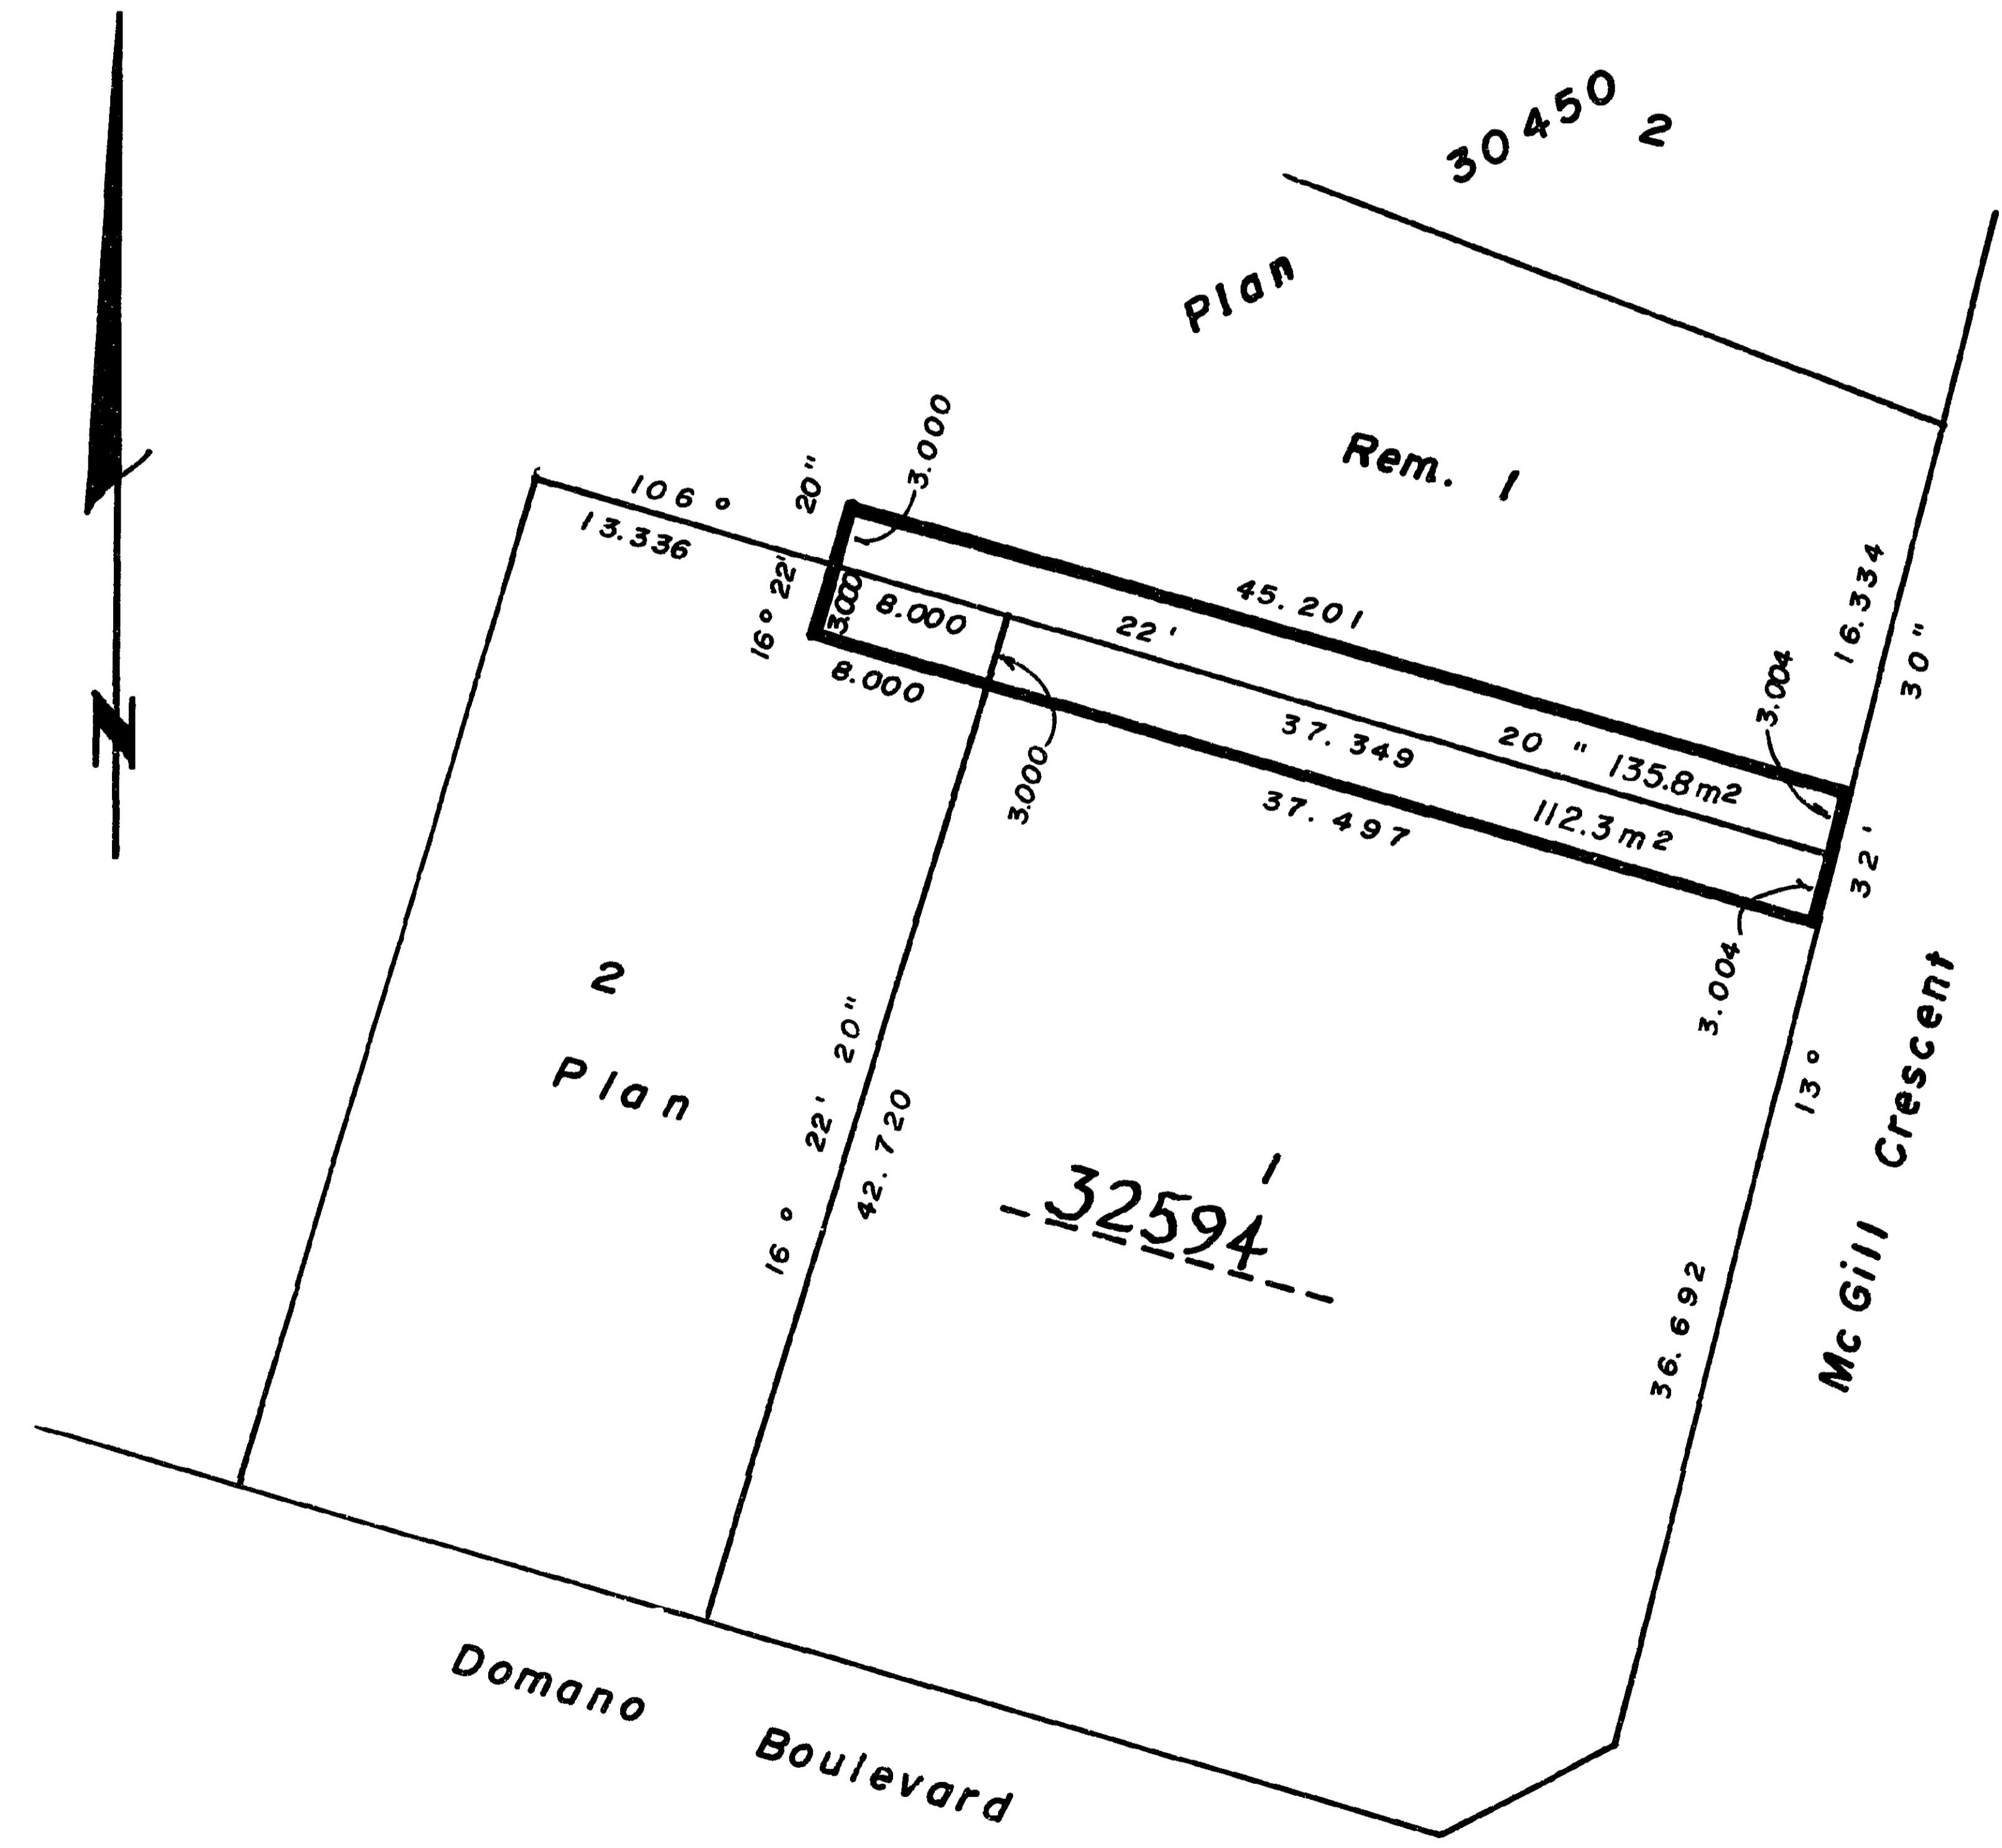 30450 2
Plan
Rem. 1
3.000
106° 22' 20"
13.336
16° 22' 20"
3.000
8.000
8.000
45.201
16.334
3.004
37.349
135.8m2
37.497
112.3m2
3.000
3.004
13° 32' 30"
N
2
Plan
16° 22' 20"
42.720
1
-32594---
36.692
Mc Gill Crescent
Domano Boulevard